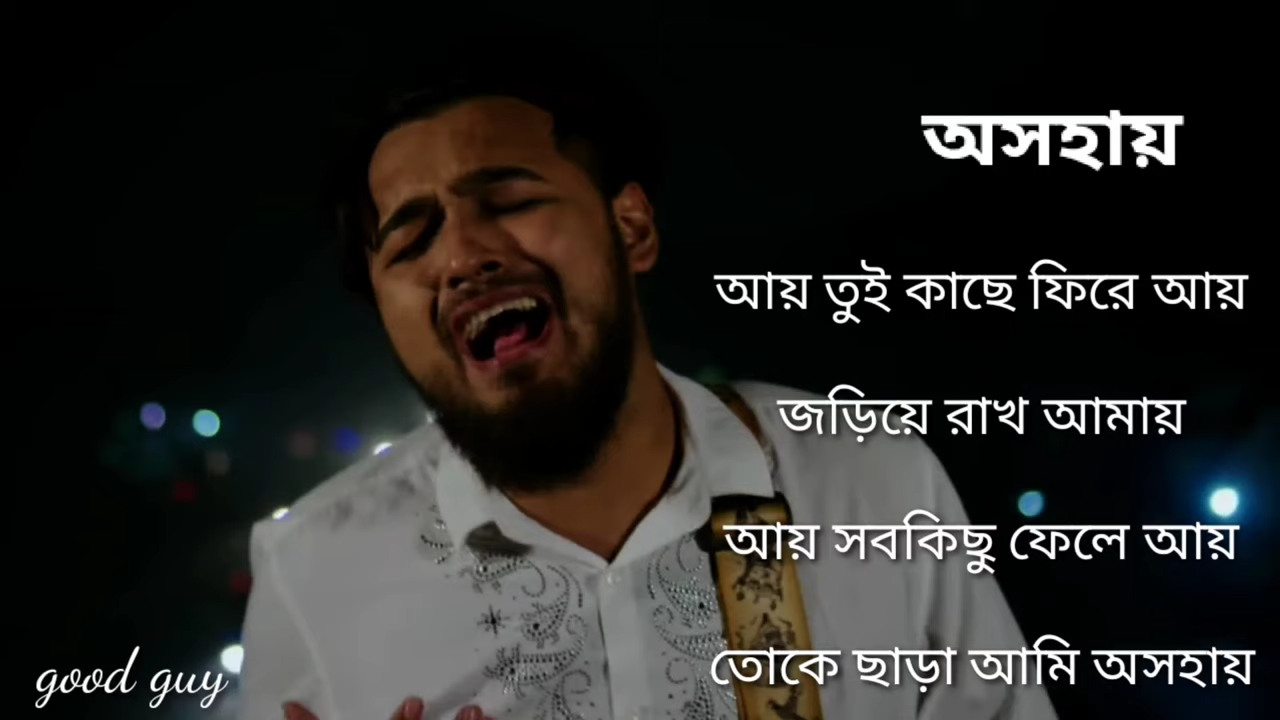 অসহায়
আয় তুই কাছে ফিরে আয়
জড়িয়ে রাখ আমায়
আয় সবকিছু ফেলে আয়
তোকে ছাড়া আমি অসহায়
good guy